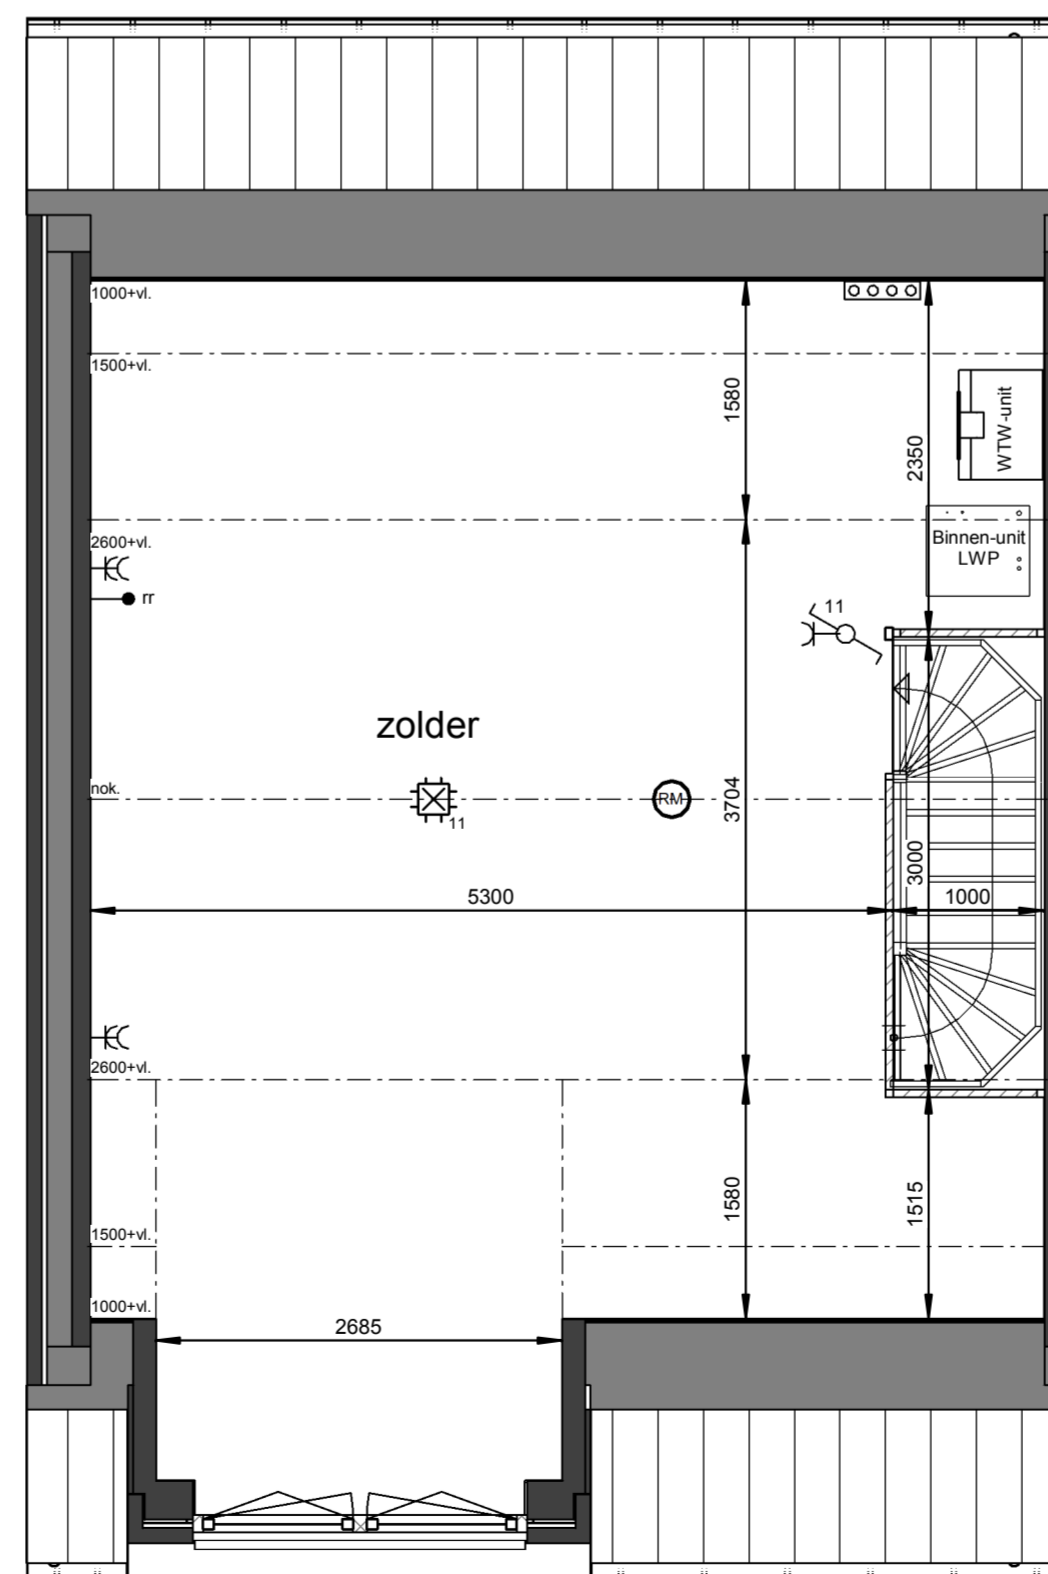 1000+vl.
1500+vl.
1580
2350
WTW-unit
2600+vl.
Binnen-unit
LWP
rr
11
zolder
nok.
11
RM
3704
3000
5300
1000
2600+vl.
1580
1515
1500+vl.
1000+vl.
2685